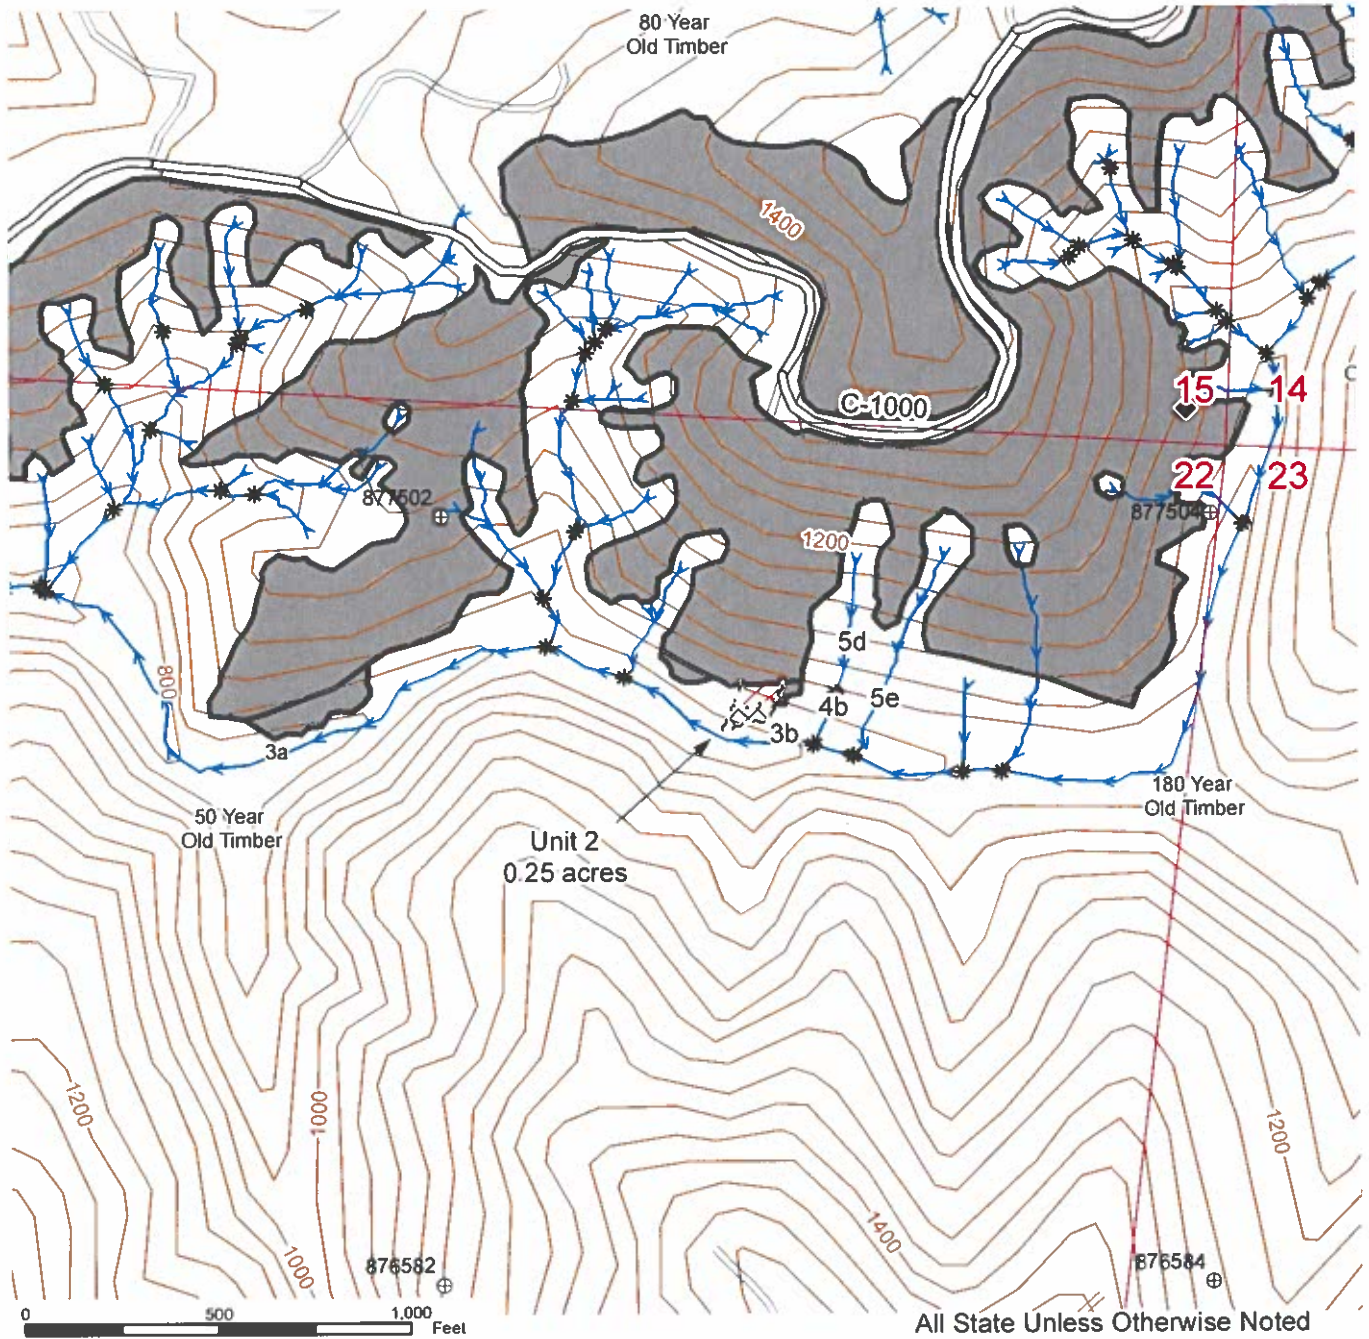 80 Year
Old Timber
1400
C-1000
15
14
22
23
877502
877504
1200
800
5d
5e
4b
3b
3a
180 Year
Old Timber
50 Year
Old Timber
Unit 2
0.25 acres
1200
1000
1200
1400
1000
876582
876584
0 500 1,000
Feet
All State Unless Otherwise Noted